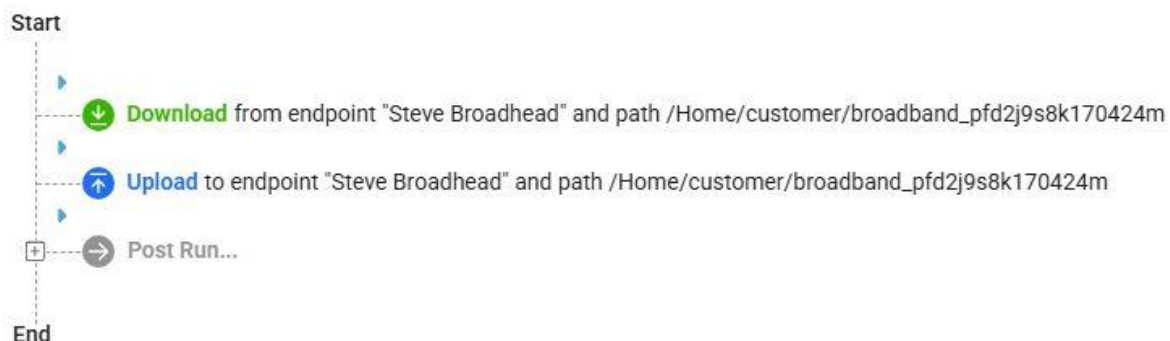 Start
Download from endpoint "Steve Broadhead" and path /Home/customer/broadband_pfd2j9s8k170424m
Upload to endpoint "Steve Broadhead" and path /Home/customer/broadband_pfd2j9s8k170424m
Post Run...
End